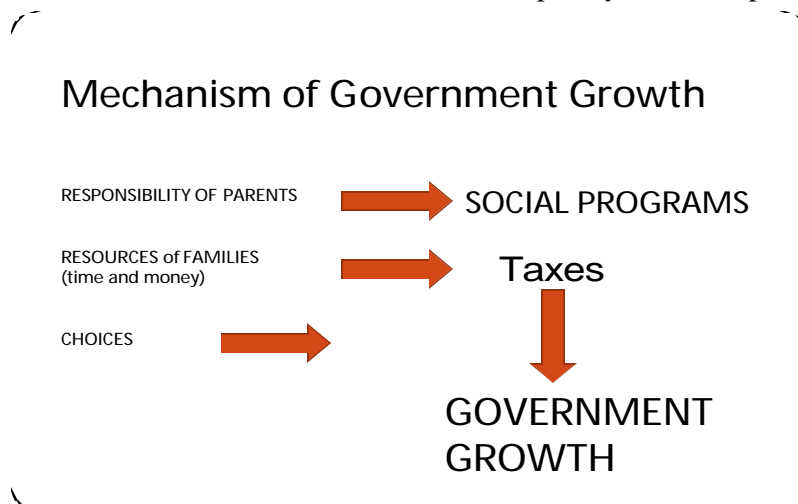 Mechanism of Government Growth
RESPONSIBILITY OF PARENTS
SOCIAL PROGRAMS
RESOURCES of FAMILIES
(time and money)
Taxes
CHOICES
GOVERNMENT
GROWTH